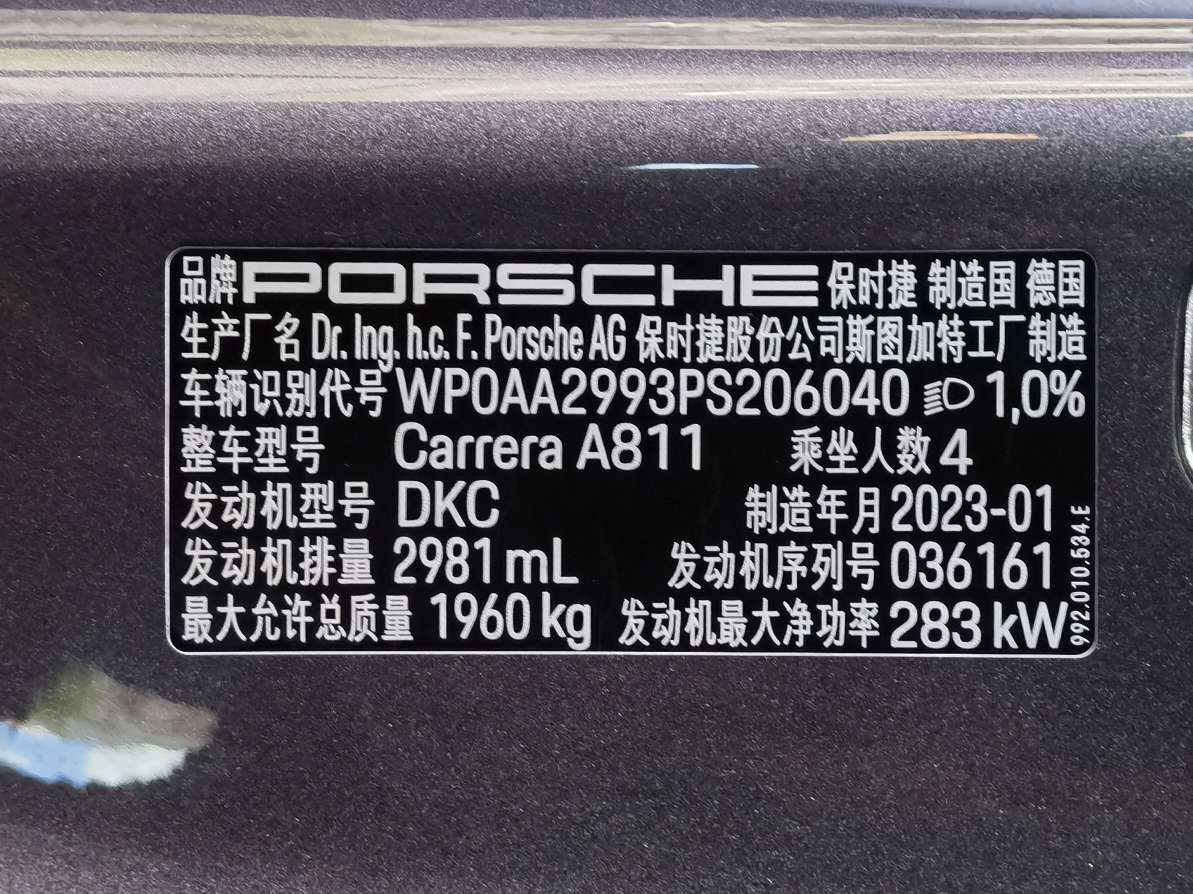 品牌 PORSCHE 保时捷 制造国 德国
生产厂名 Dr. Ing. h.c. F. Porsche AG 保时捷股份公司斯图加特工厂制造
车辆识别代号 WP0AA2993PS206040 1,0%
整车型号 Carrera A811 乘坐人数 4
发动机型号 DKC 制造年月 2023-01
发动机排量 2981 mL 发动机序列号 036161
最大允许总质量 1960 kg 发动机最大净功率 283 kW
992.010.534.E